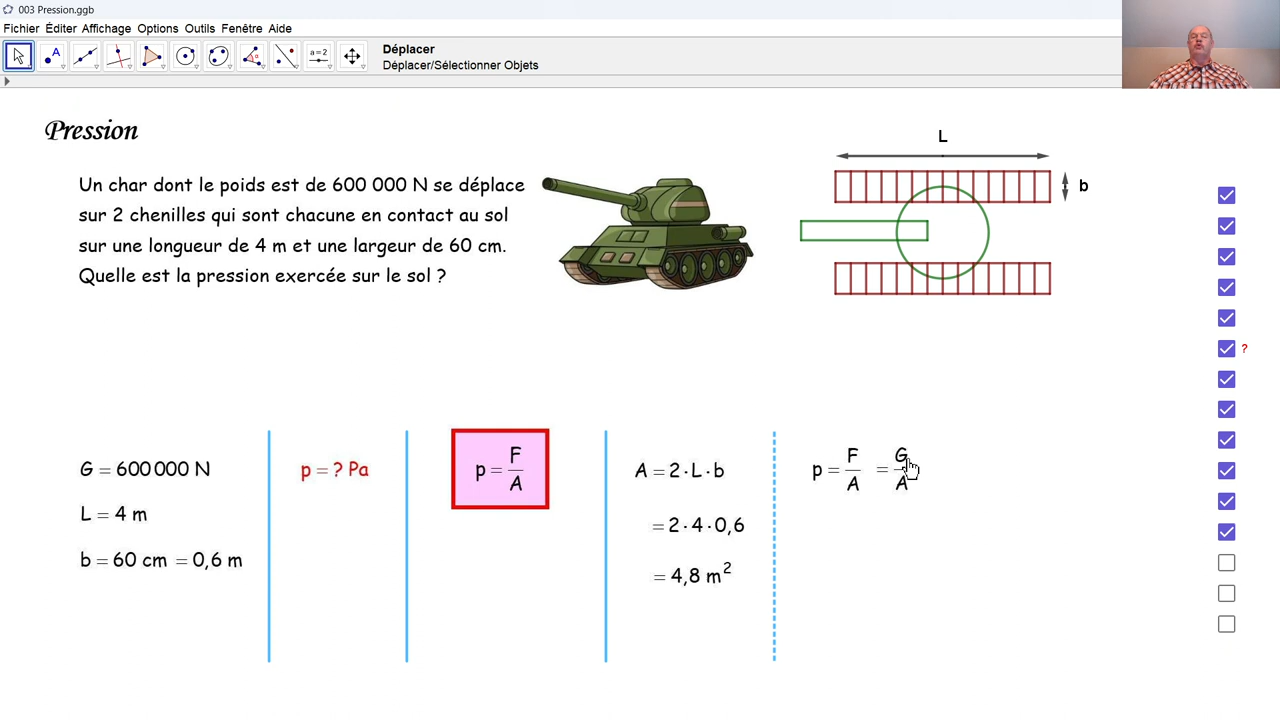 003 Pression.ggb
Fichier Éditer Affichage Options Outils Fenêtre Aide
A
a=2
Déplacer
Déplacer/Sélectionner Objets
Pression
Un char dont le poids est de 600 000 N se déplace
sur 2 chenilles qui sont chacune en contact au sol
sur une longueur de 4 m et une largeur de 60 cm.
Quelle est la pression exercée sur le sol ?
L
b
?
G = 600 000 N
L = 4 m
b = 60 cm = 0,6 m
p = ? Pa
p = F/A
A = 2 · L · b
= 2 · 4 · 0,6
= 4,8 m²
p = F/A = G/A